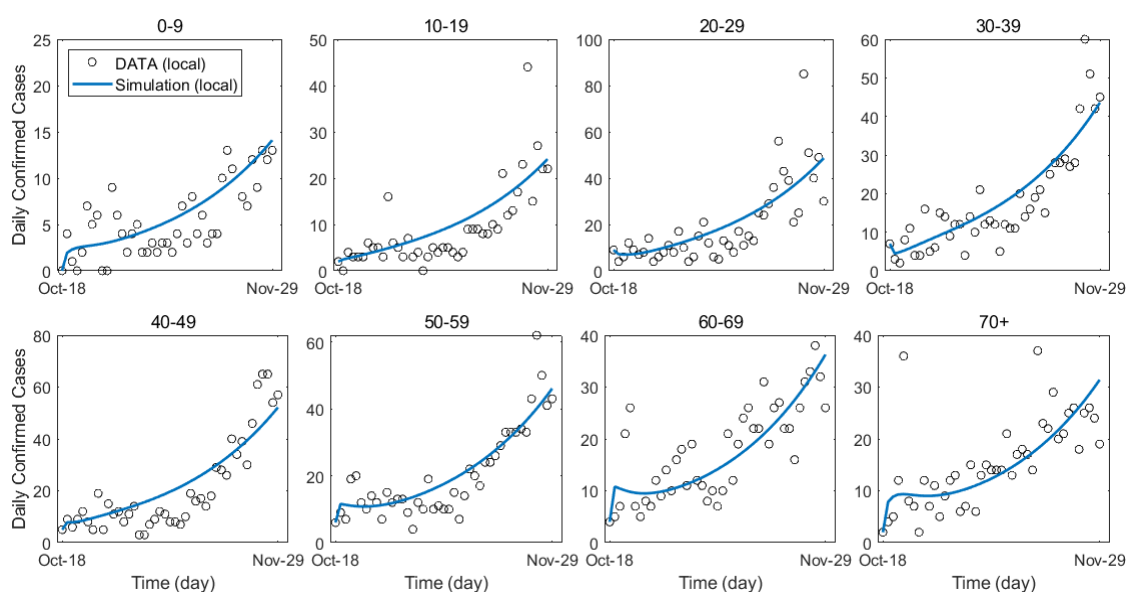 0-9
10-19
20-29
30-39
Daily Confirmed Cases
25
20
15
10
5
0
DATA (local)
Simulation (local)
Oct-18
Nov-29
50
40
30
20
10
0
Oct-18
Nov-29
100
80
60
40
20
0
Oct-18
Nov-29
60
50
40
30
20
10
0
Oct-18
Nov-29
40-49
50-59
60-69
70+
Daily Confirmed Cases
80
60
40
20
0
Oct-18
Nov-29
Time (day)
60
40
20
0
Oct-18
Nov-29
Time (day)
40
30
20
10
0
Oct-18
Nov-29
Time (day)
40
30
20
10
0
Oct-18
Nov-29
Time (day)